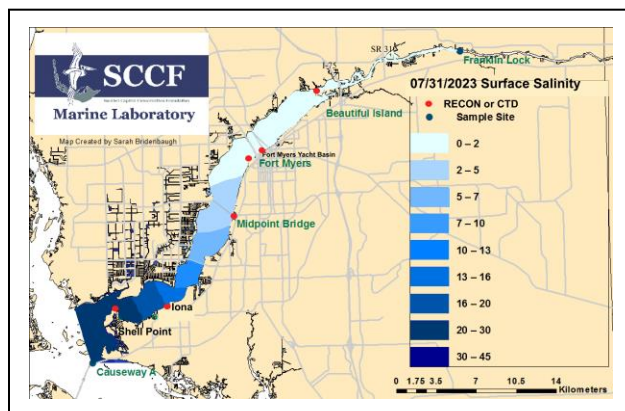 SCCF
Marine Laboratory
Map Created by Sarah Bridenbaugh
SR 31
Franklin Lock
07/31/2023 Surface Salinity
RECON or CTD
Sample Site
Beautiful Island
Fort Myers Yacht Basin
Fort Myers
Midpoint Bridge
Iona
Shell Point
Causeway A
0 – 2
2 – 5
5 – 7
7 – 10
10 – 13
13 – 16
16 – 20
20 – 30
30 – 45
0 1.75 3.5 7 10.5 14
Kilometers